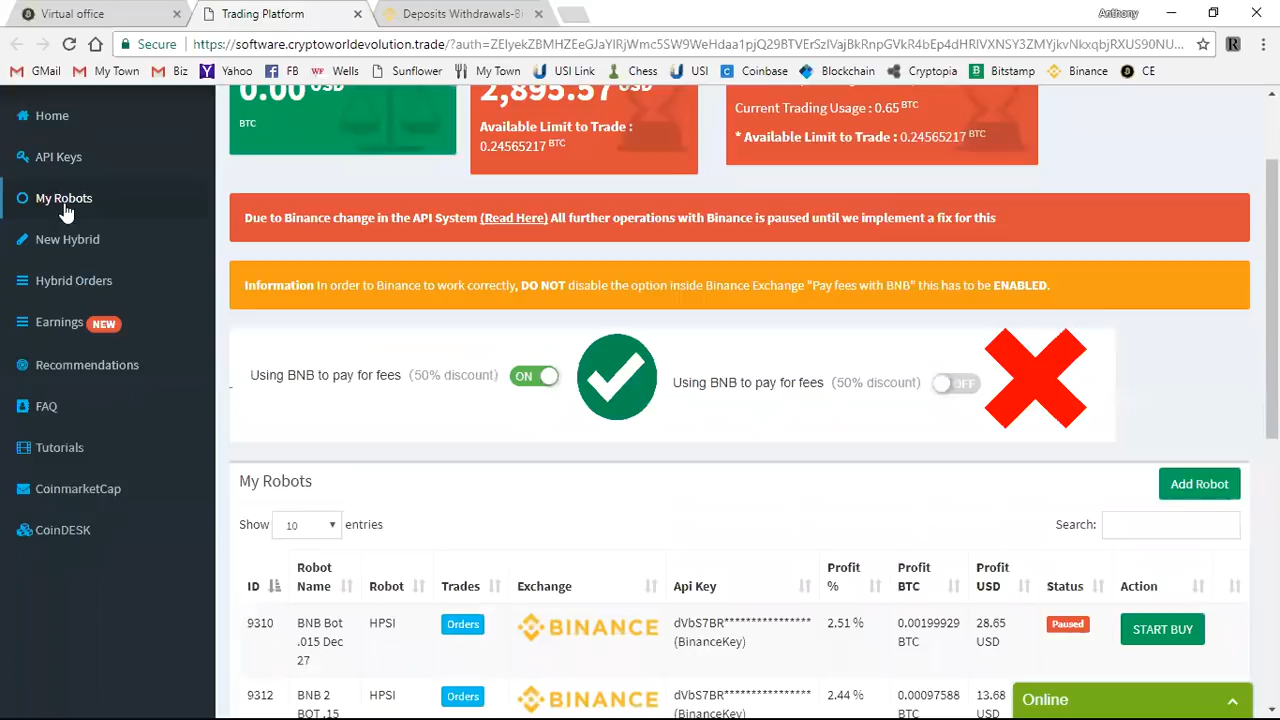 Virtual office
Trading Platform
Deposits Withdrawals-Bi
Anthony
Secure
GMail
My Town
Biz
Yahoo
FB
Wells
Sunflower
My Town
USI Link
Chess
USI
Coinbase
Blockchain
Cryptopia
Bitstamp
Binance
CE
Home
API Keys
My Robots
New Hybrid
Hybrid Orders
Earnings NEW
Recommendations
FAQ
Tutorials
CoinmarketCap
CoinDESK
0.00 USD
BTC
2,895.57 USD
Available Limit to Trade :
0.24565217 BTC
Current Trading Usage : 0.65 BTC
* Available Limit to Trade : 0.24565217 BTC
Due to Binance change in the API System (Read Here) All further operations with Binance is paused until we implement a fix for this
Information In order to Binance to work correctly, DO NOT disable the option inside Binance Exchange "Pay fees with BNB" this has to be ENABLED.
Using BNB to pay for fees (50% discount) ON
Using BNB to pay for fees (50% discount) OFF
My Robots
Add Robot
Show 10 entries
Search:
ID
Robot
Name
Robot
Trades
Exchange
Api Key
Profit
%
Profit
BTC
Profit
USD
Status
Action
9310
BNB Bot
.015 Dec
27
HPSI
Orders
BINANCE
dVbS7BR****************
(BinanceKey)
2.51 %
0.00199929
BTC
28.65
USD
Paused
START BUY
9312
BNB 2
BOT .15
HPSI
Orders
BINANCE
dVbS7BR****************
(BinanceKey)
2.44 %
0.00097588
BTC
13.68
USD
Online